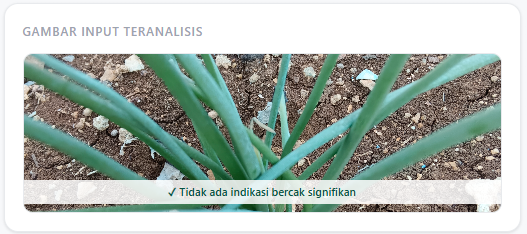 GAMBAR INPUT TERANALISIS
✓ Tidak ada indikasi bercak signifikan